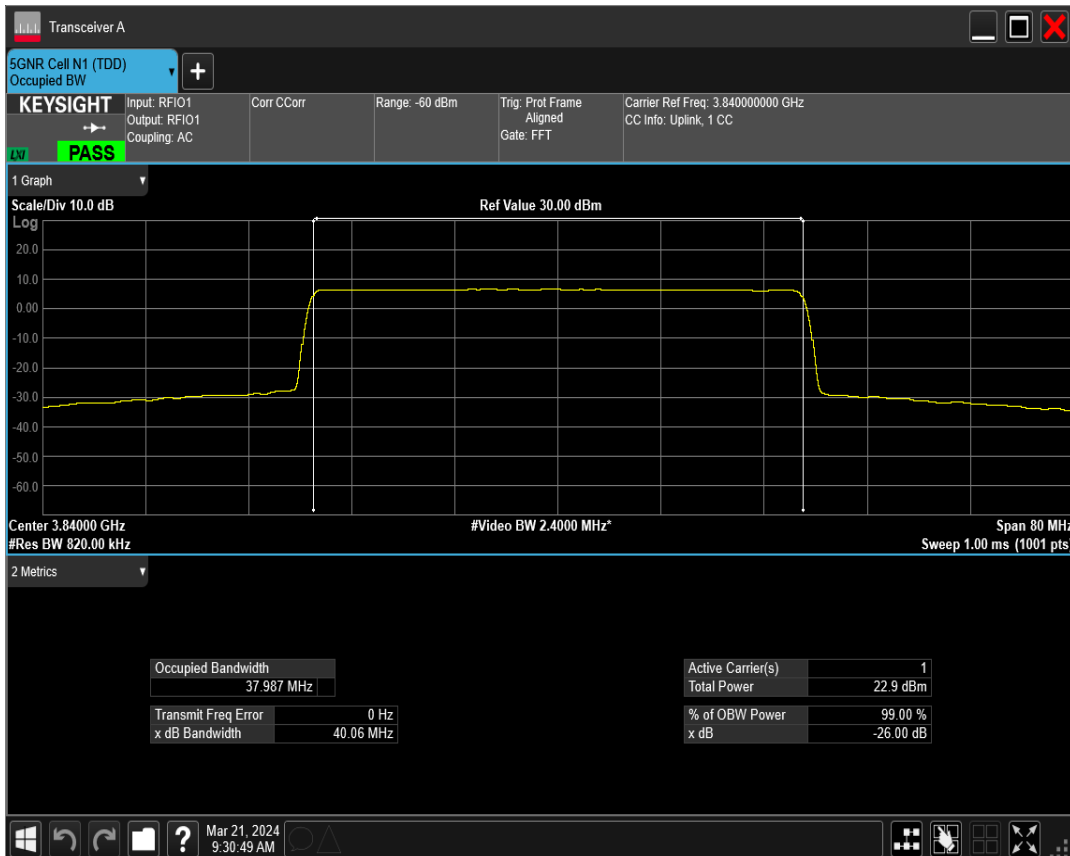 Transceiver A
5GNR Cell N1 (TDD)
Occupied BW
KEYSIGHT
LXI
PASS
Input: RFIO1
Output: RFIO1
Coupling: AC
Corr CCorr
Range: -60 dBm
Trig: Prot Frame
Aligned
Gate: FFT
Carrier Ref Freq: 3.840000000 GHz
CC Info: Uplink, 1 CC
1 Graph
Scale/Div 10.0 dB
Ref Value 30.00 dBm
Log
20.0
10.0
0.00
-10.0
-20.0
-30.0
-40.0
-50.0
-60.0
Center 3.84000 GHz
#Video BW 2.4000 MHz*
Span 80 MHz
#Res BW 820.00 kHz
Sweep 1.00 ms (1001 pts)
2 Metrics
Occupied Bandwidth
37.987 MHz
Transmit Freq Error 0 Hz
x dB Bandwidth 40.06 MHz
Active Carrier(s) 1
Total Power 22.9 dBm
% of OBW Power 99.00 %
x dB -26.00 dB
?
Mar 21, 2024
9:30:49 AM